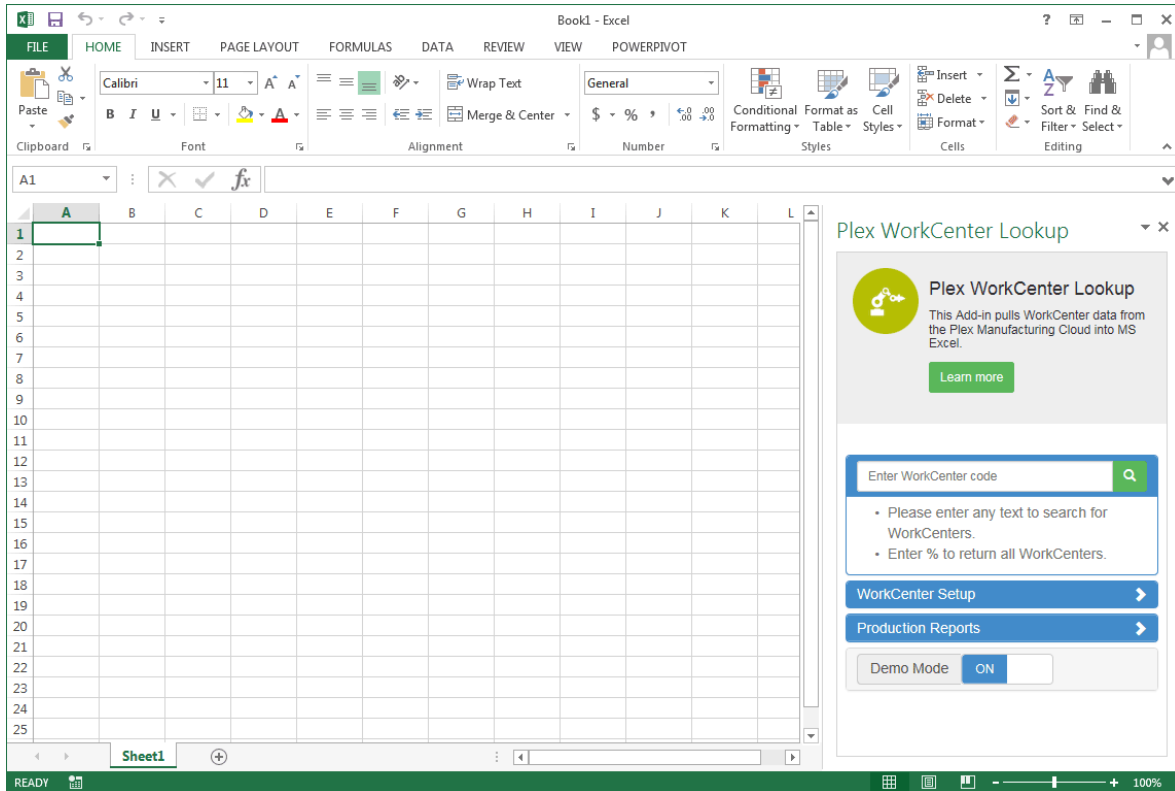 Book1 - Excel
?
FILE HOME INSERT PAGE LAYOUT FORMULAS DATA REVIEW VIEW POWERPIVOT
Paste
Clipboard
Calibri 11 A A
B I U A
Font
Wrap Text
Merge & Center
Alignment
General
$ % , .0 .00 .00 .0
Number
Conditional Formatting
Format as Table
Cell Styles
Styles
Insert
Delete
Format
Cells
Σ
A Z
Sort & Filter
Find & Select
Editing
A1 fx
A B C D E F G H I J K L
1
2
3
4
5
6
7
8
9
10
11
12
13
14
15
16
17
18
19
20
21
22
23
24
25
Sheet1
READY 100%
Plex WorkCenter Lookup
Plex WorkCenter Lookup
This Add-in pulls WorkCenter data from
the Plex Manufacturing Cloud into MS
Excel.
Learn more
Enter WorkCenter code
• Please enter any text to search for
WorkCenters.
• Enter % to return all WorkCenters.
WorkCenter Setup
Production Reports
Demo Mode ON